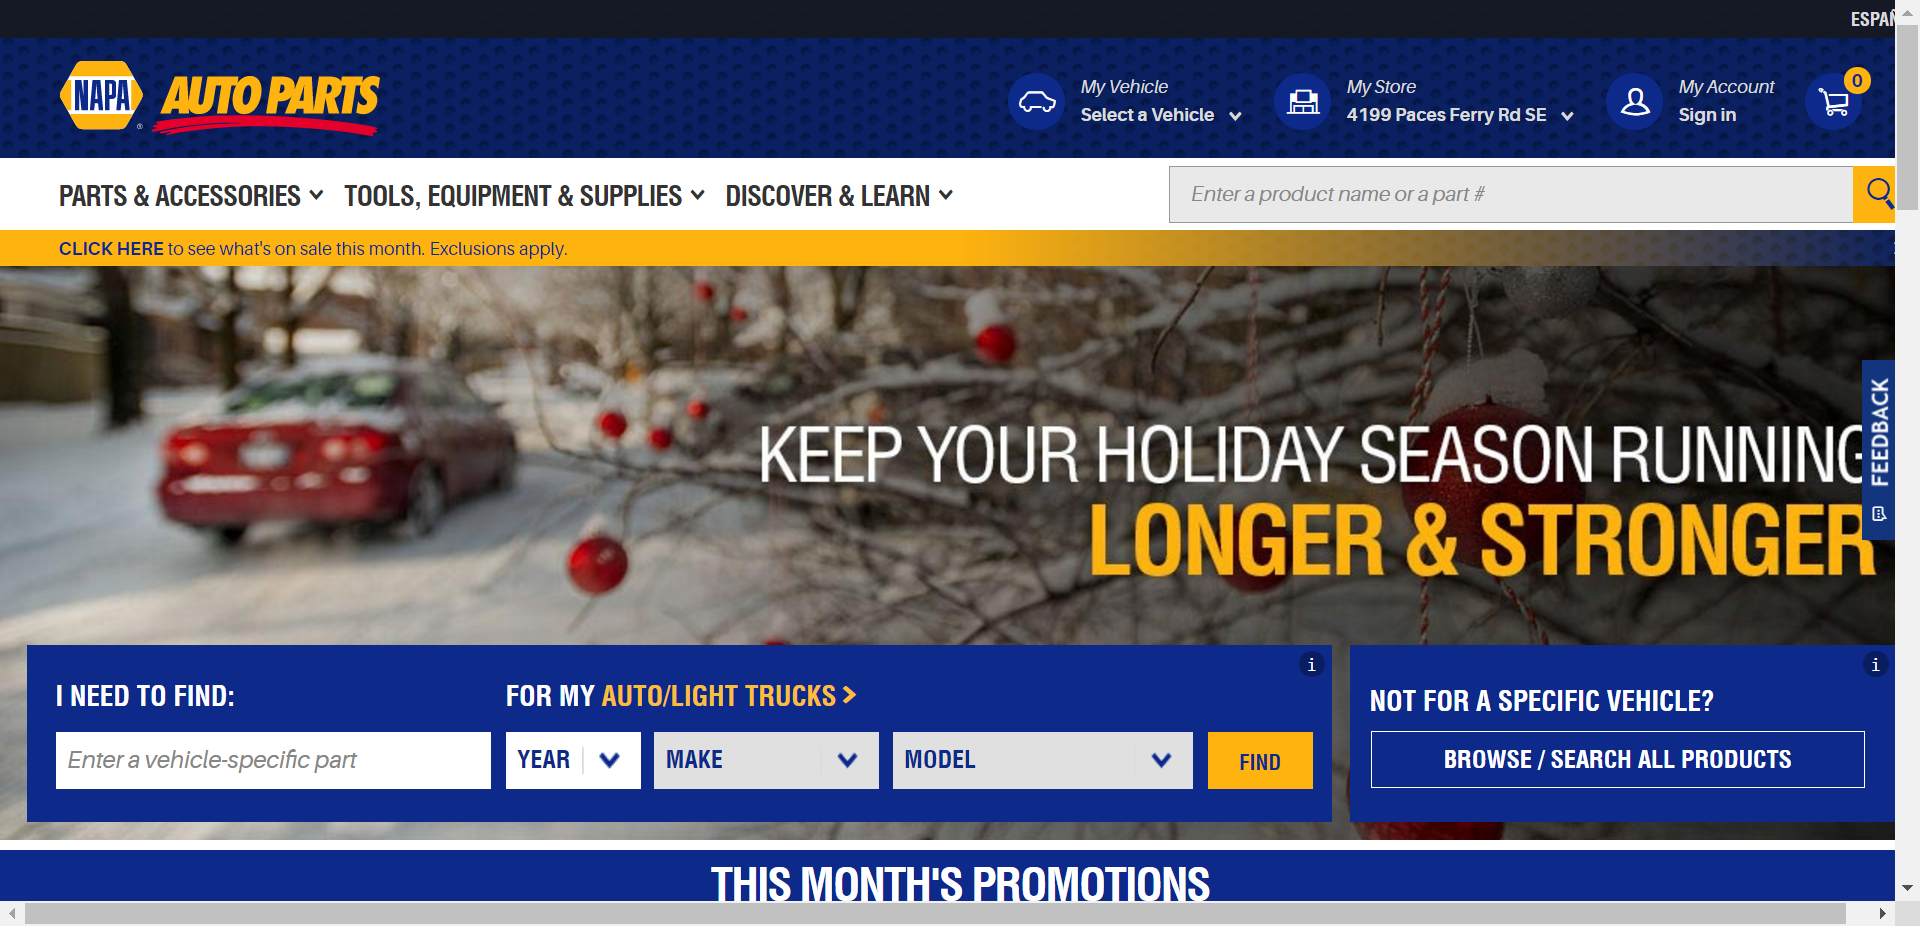 ESPAÑ
NAPA AUTO PARTS
My Vehicle
Select a Vehicle
My Store
4199 Paces Ferry Rd SE
My Account
Sign in
0
PARTS & ACCESSORIES
TOOLS, EQUIPMENT & SUPPLIES
DISCOVER & LEARN
Enter a product name or a part #
CLICK HERE to see what's on sale this month. Exclusions apply.
KEEP YOUR HOLIDAY SEASON RUNNING
LONGER & STRONGER
FEEDBACK
I NEED TO FIND:
FOR MY AUTO/LIGHT TRUCKS >
i
Enter a vehicle-specific part
YEAR
MAKE
MODEL
FIND
i
NOT FOR A SPECIFIC VEHICLE?
BROWSE / SEARCH ALL PRODUCTS
THIS MONTH'S PROMOTIONS